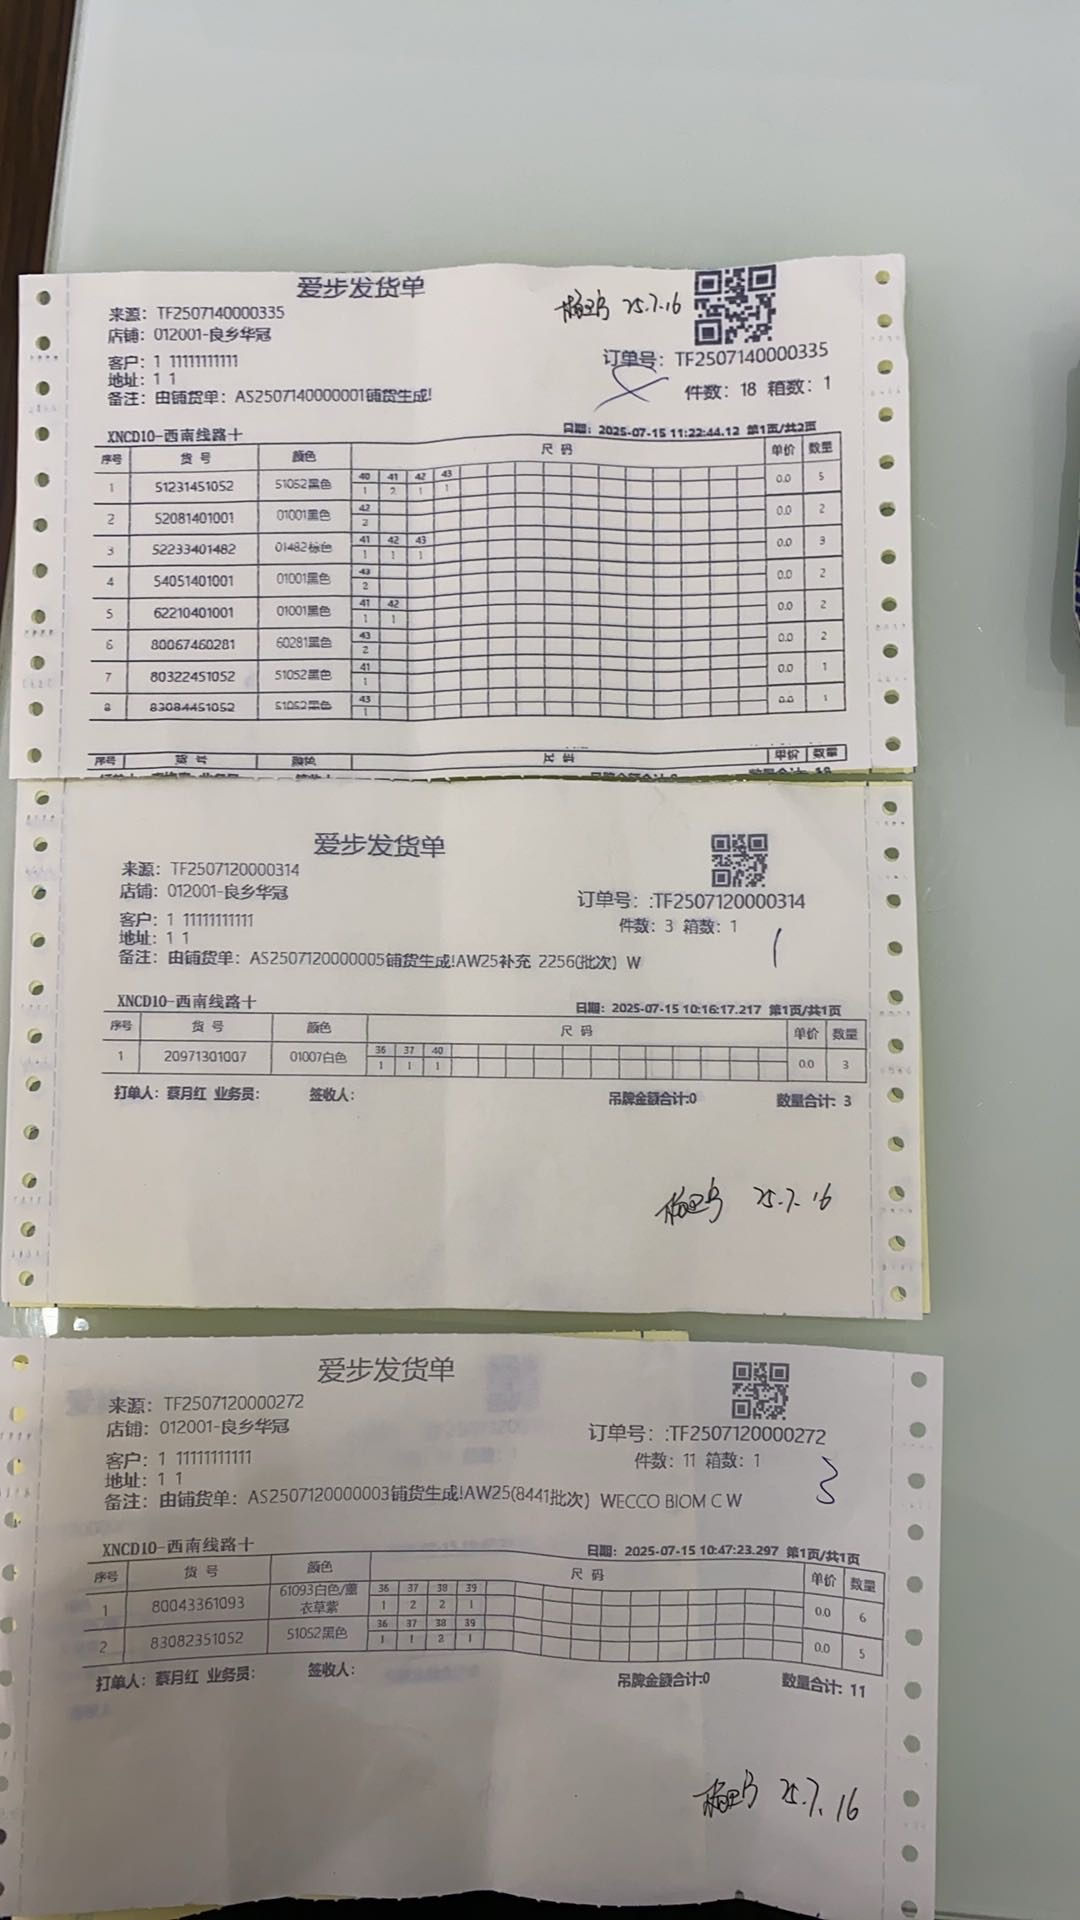 爱步发货单
来源：TF2507140000335
店铺：012001-良乡华冠
25.7.16
订单号：TF2507140000335
客户：1 11111111111
地址：1 1
件数：18 箱数：1
备注：由铺货单：AS2507140000001铺货生成!
XNCD10-西南线路十
日期：2025-07-15 11:22:44.12 第1页/共2页
序号 货 号 颜色 尺 码 单价 数量
40 41 42 43
1 51231451052 51052黑色 1 2 1 1 0.0 5
42
2 52081401001 01001黑色 2 0.0 2
41 42 43
3 52233401482 01482棕色 1 1 1 0.0 3
43
4 54051401001 01001黑色 2 0.0 2
41 42
5 62210401001 01001黑色 1 1 0.0 2
43
6 80067460281 60281黑色 2 0.0 2
41
7 80322451052 51052黑色 1 0.0 1
43
8 83084451052 51052黑色 1 0.0 1
序号 货 号 颜色 尺 码 单价 数量
爱步发货单
来源：TF2507120000314
店铺：012001-良乡华冠
订单号：:TF2507120000314
客户：1 11111111111
地址：1 1
件数：3 箱数：1
1
备注：由铺货单：AS2507120000005铺货生成!AW25补充 2256(批次) W
XNCD10-西南线路十
日期：2025-07-15 10:16:17.217 第1页/共1页
序号 货 号 颜色 尺 码 单价 数量
36 37 40
1 20971301007 01007白色 1 1 1 0.0 3
打单人：蔡月红 业务员： 签收人： 吊牌金额合计:0 数量合计：3
25.7.16
爱步发货单
来源：TF2507120000272
店铺：012001-良乡华冠
订单号：:TF2507120000272
客户：1 11111111111
地址：1 1
件数：11 箱数：1
3
备注：由铺货单：AS2507120000003铺货生成!AW25(8441批次) WECCO BIOM C W
XNCD10-西南线路十
日期：2025-07-15 10:47:23.297 第1页/共1页
序号 货 号 颜色 尺 码 单价 数量
36 37 38 39
1 80043361093 61093白色/薰衣草紫 1 2 2 1 0.0 6
36 37 38 39
2 83082351052 51052黑色 1 1 2 1 0.0 5
打单人：蔡月红 业务员： 签收人： 吊牌金额合计:0 数量合计：11
25.7.16